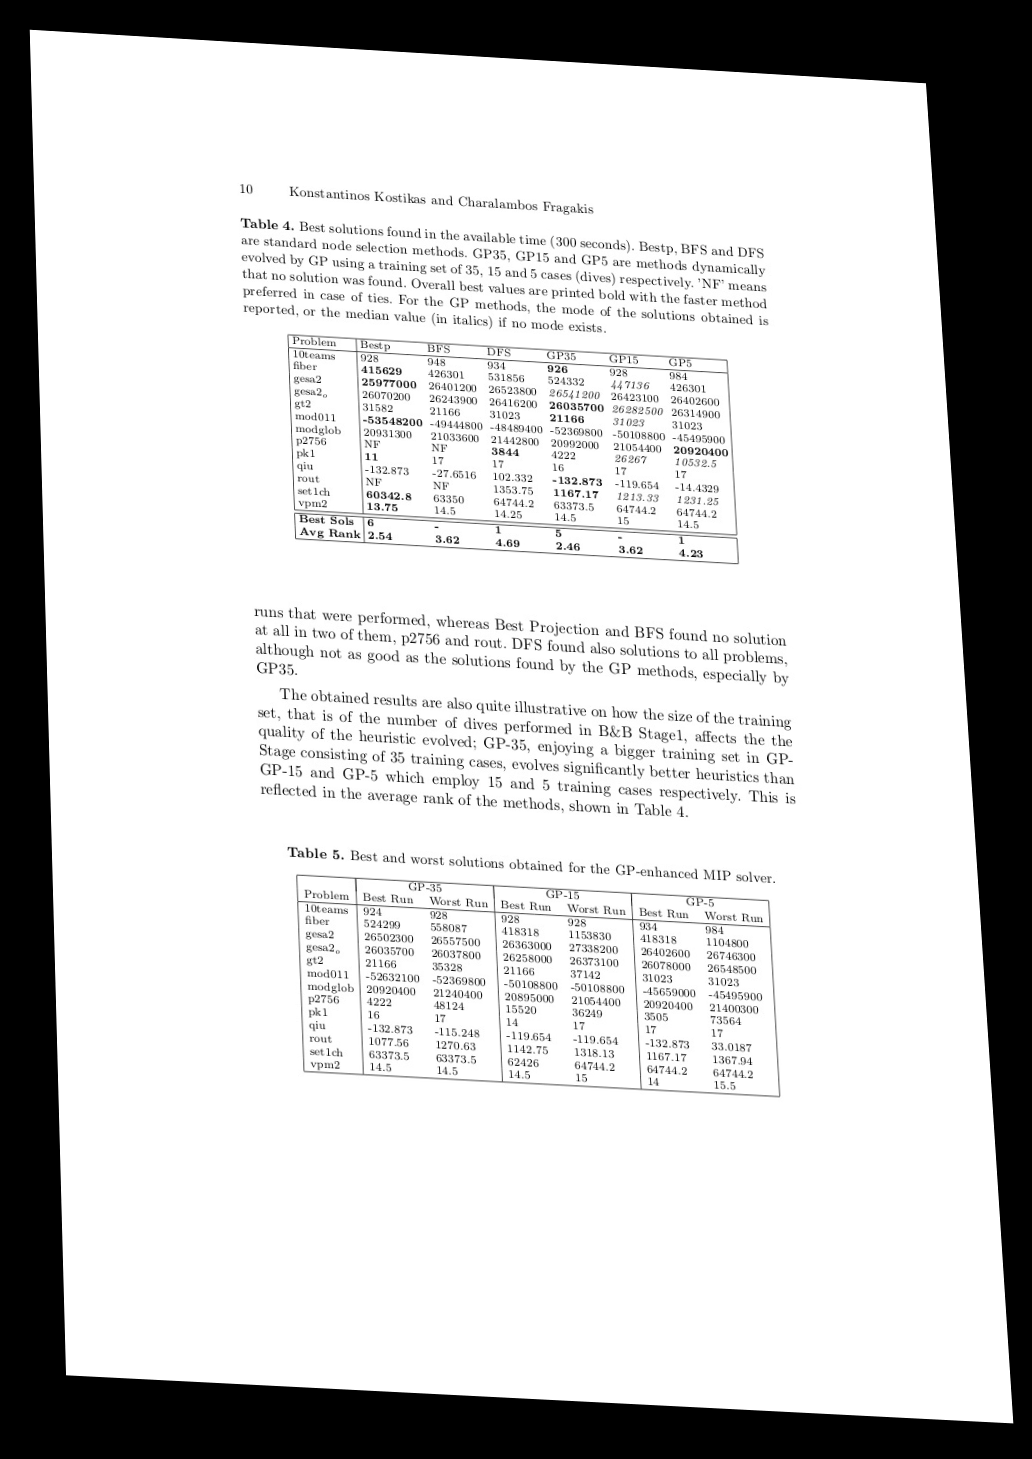 10 Konstantinos Kostikas and Charalambos Fragakis
Table 4. Best solutions found in the available time (300 seconds). Bestp, BFS and DFS
are standard node selection methods. GP35, GP15 and GP5 are methods dynamically
evolved by GP using a training set of 35, 15 and 5 cases (dives) respectively. 'NF' means
that no solution was found. Overall best values are printed bold with the faster method
preferred in case of ties. For the GP methods, the mode of the solutions obtained is
reported, or the median value (in italics) if no mode exists.
Problem Bestp BFS DFS GP35 GP15 GP5
10teams 928 948 934 926 928 984
fiber 415629 426301 531856 524332 447136 426301
gesa2 25977000 26401200 26523800 26541200 26423100 26402600
gesa2_o 26070200 26243900 26416200 26035700 26282500 26314900
gt2 31582 21166 31023 21166 31023 31023
mod011 -53548200 -49444800 -48489400 -52369800 -50108800 -45495900
modglob 20931300 21033600 21442800 20992000 21054400 20920400
p2756 NF NF 3844 4222 26267 10532.5
pk1 11 17 17 16 17 17
qiu -132.873 -27.6516 102.332 -132.873 -119.654 -14.4329
rout NF NF 1353.75 1167.17 1213.33 1231.25
set1ch 60342.8 63350 64744.2 63373.5 64744.2 64744.2
vpm2 13.75 14.5 14.25 14.5 15 14.5
Best Sols 6 - 1 5 - 1
Avg Rank 2.54 3.62 4.69 2.46 3.62 4.23
runs that were performed, whereas Best Projection and BFS found no solution
at all in two of them, p2756 and rout. DFS found also solutions to all problems,
although not as good as the solutions found by the GP methods, especially by
GP35.
The obtained results are also quite illustrative on how the size of the training
set, that is of the number of dives performed in B&B Stage1, affects the the
quality of the heuristic evolved; GP-35, enjoying a bigger training set in GP-
Stage consisting of 35 training cases, evolves significantly better heuristics than
GP-15 and GP-5 which employ 15 and 5 training cases respectively. This is
reflected in the average rank of the methods, shown in Table 4.
Table 5. Best and worst solutions obtained for the GP-enhanced MIP solver.
GP-35 GP-15 GP-5
Problem Best Run Worst Run Best Run Worst Run Best Run Worst Run
10teams 924 928 928 928 934 984
fiber 524299 558087 418318 1153830 418318 1104800
gesa2 26502300 26557500 26363000 27338200 26402600 26746300
gesa2_o 26035700 26037800 26258000 26373100 26078000 26548500
gt2 21166 35328 21166 37142 31023 31023
mod011 -52632100 -52369800 -50108800 -50108800 -45659000 -45495900
modglob 20920400 21240400 20895000 21054400 20920400 21400300
p2756 4222 48124 15520 36249 3505 73564
pk1 16 17 14 17 17 17
qiu -132.873 -115.248 -119.654 -119.654 -132.873 33.0187
rout 1077.56 1270.63 1142.75 1318.13 1167.17 1367.94
set1ch 63373.5 63373.5 62426 64744.2 64744.2 64744.2
vpm2 14.5 14.5 14.5 15 14 15.5